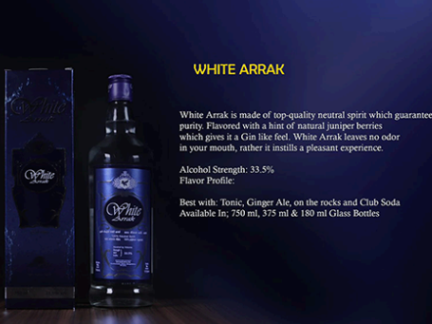 WHITE ARRAK
White Arrak is made of top-quality neutral spirit which guarantee
purity. Flavored with a hint of natural juniper berries
which gives it a Gin like feel. White Arrak leaves no odor
in your mouth, rather it instills a pleasant experience.
Alcohol Strength: 33.5%
Flavor Profile:
Best with: Tonic, Ginger Ale, on the rocks and Club Soda
Available In; 750 ml, 375 ml & 180 ml Glass Bottles
White
White
Arrak
White
Arrak